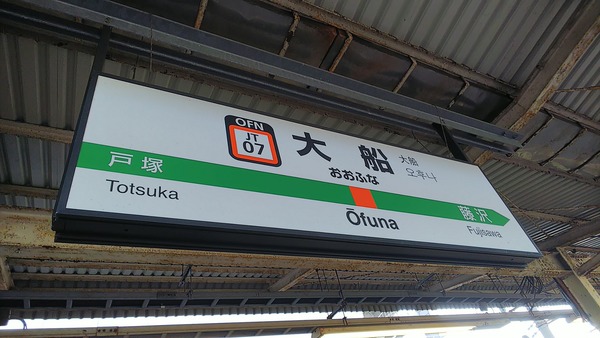 OFN
JT
07
大船
おおふな
大船
오후나
戸塚
Totsuka
Ōfuna
藤沢
Fujisawa